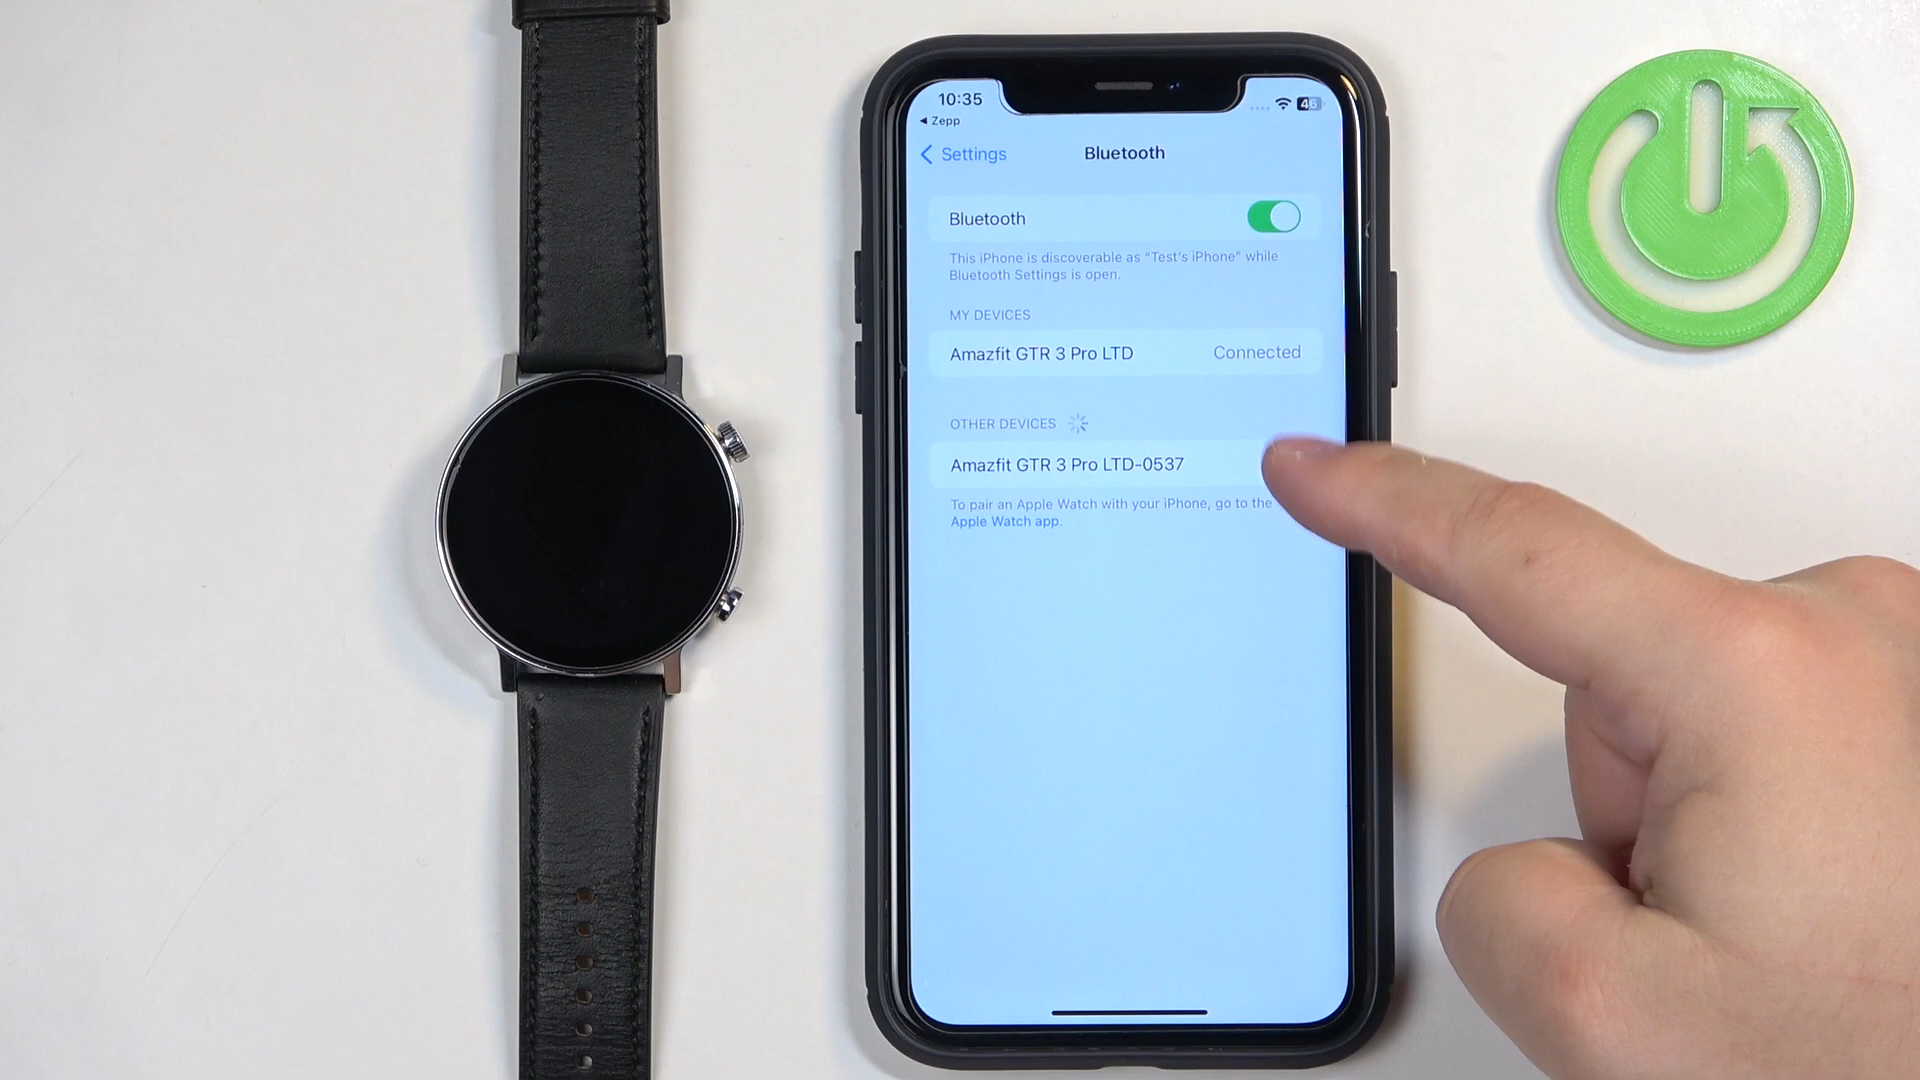 10:35
46
◀ Zepp
Settings
Bluetooth
Bluetooth
This iPhone is discoverable as “Test's iPhone” while
Bluetooth Settings is open.
MY DEVICES
Amazfit GTR 3 Pro LTD
Connected
OTHER DEVICES
Amazfit GTR 3 Pro LTD-0537
To pair an Apple Watch with your iPhone, go to the
Apple Watch app.